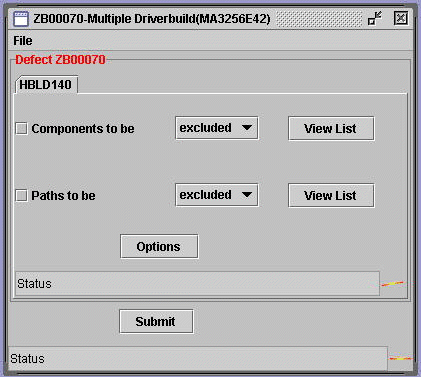 ZB00070-Multiple Driverbuild(MA3256E42)
File
Defect ZB00070
HBLD140
Components to be excluded View List
Paths to be excluded View List
Options
Status
Submit
Status